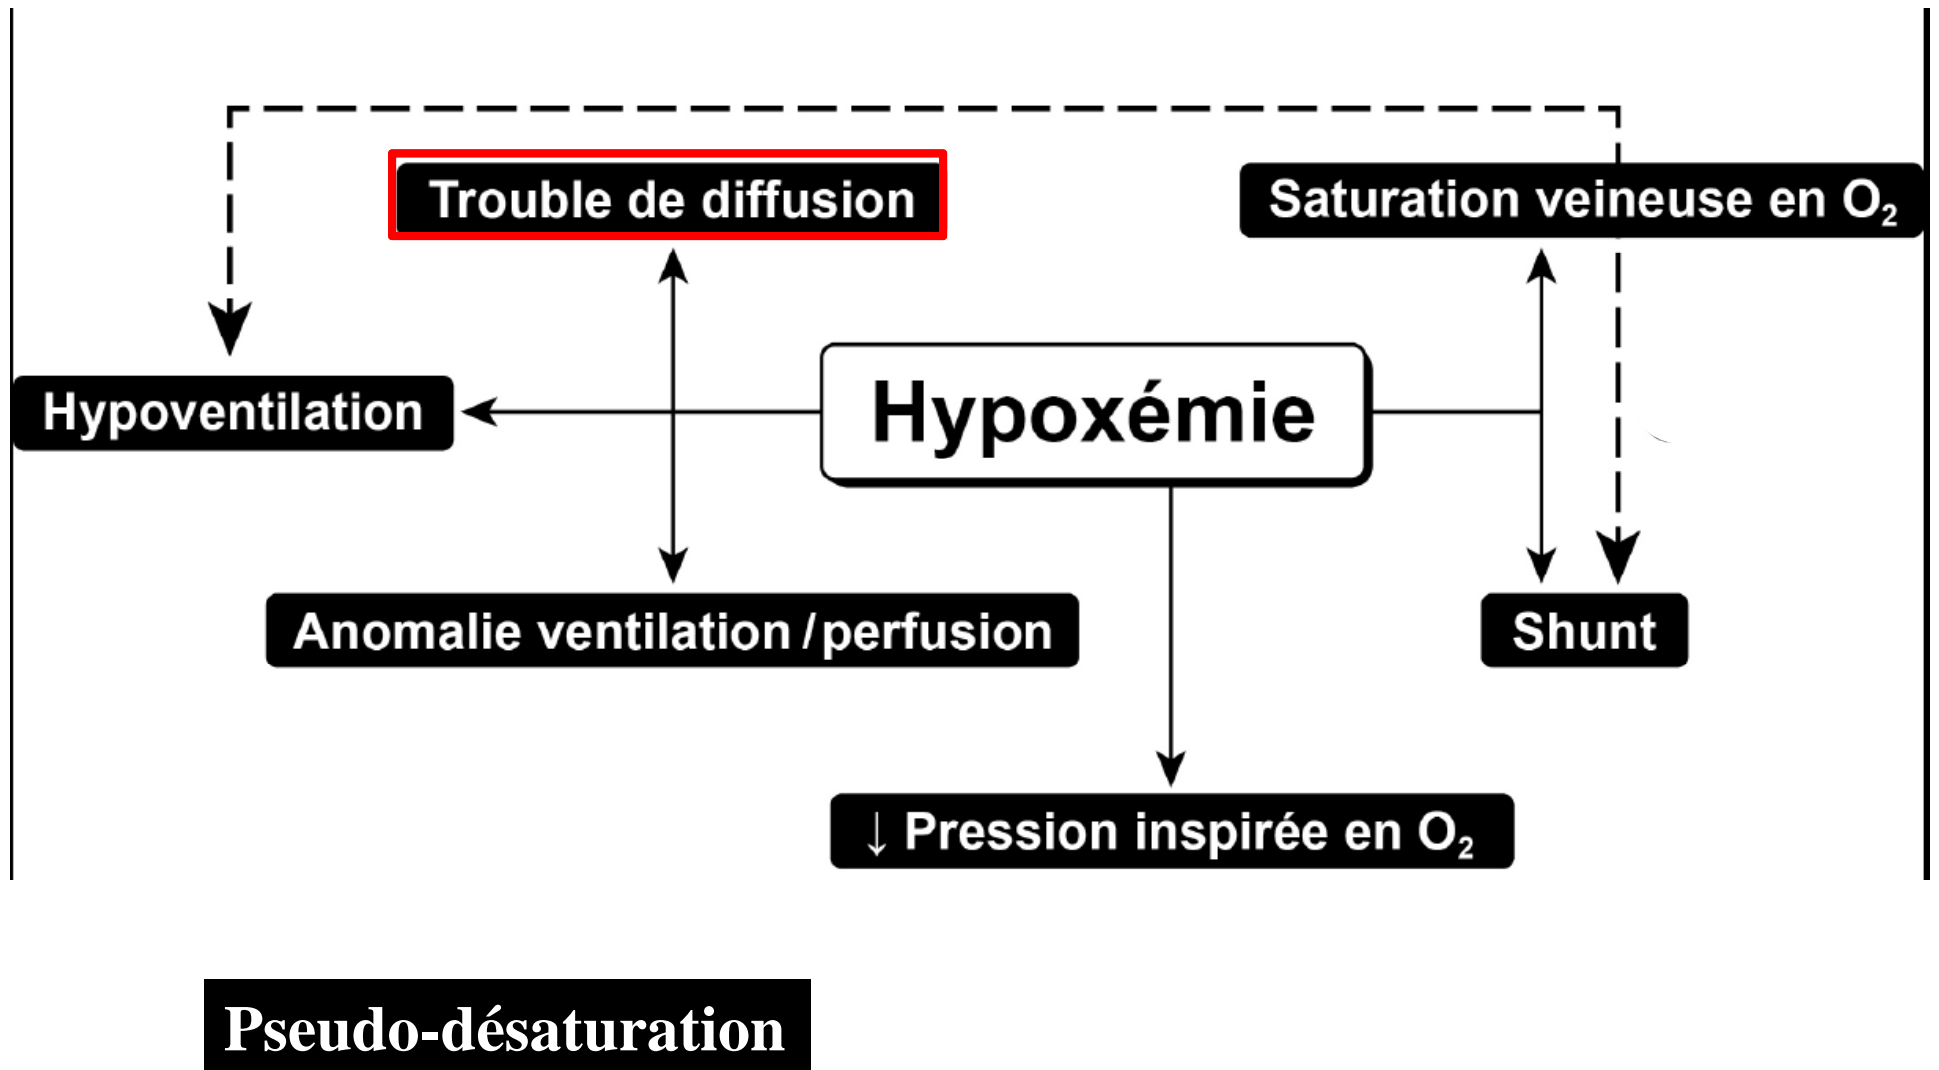 Trouble de diffusion
Saturation veineuse en O₂
Hypoventilation
Hypoxémie
Anomalie ventilation / perfusion
Shunt
↓ Pression inspirée en O₂
Pseudo-désaturation